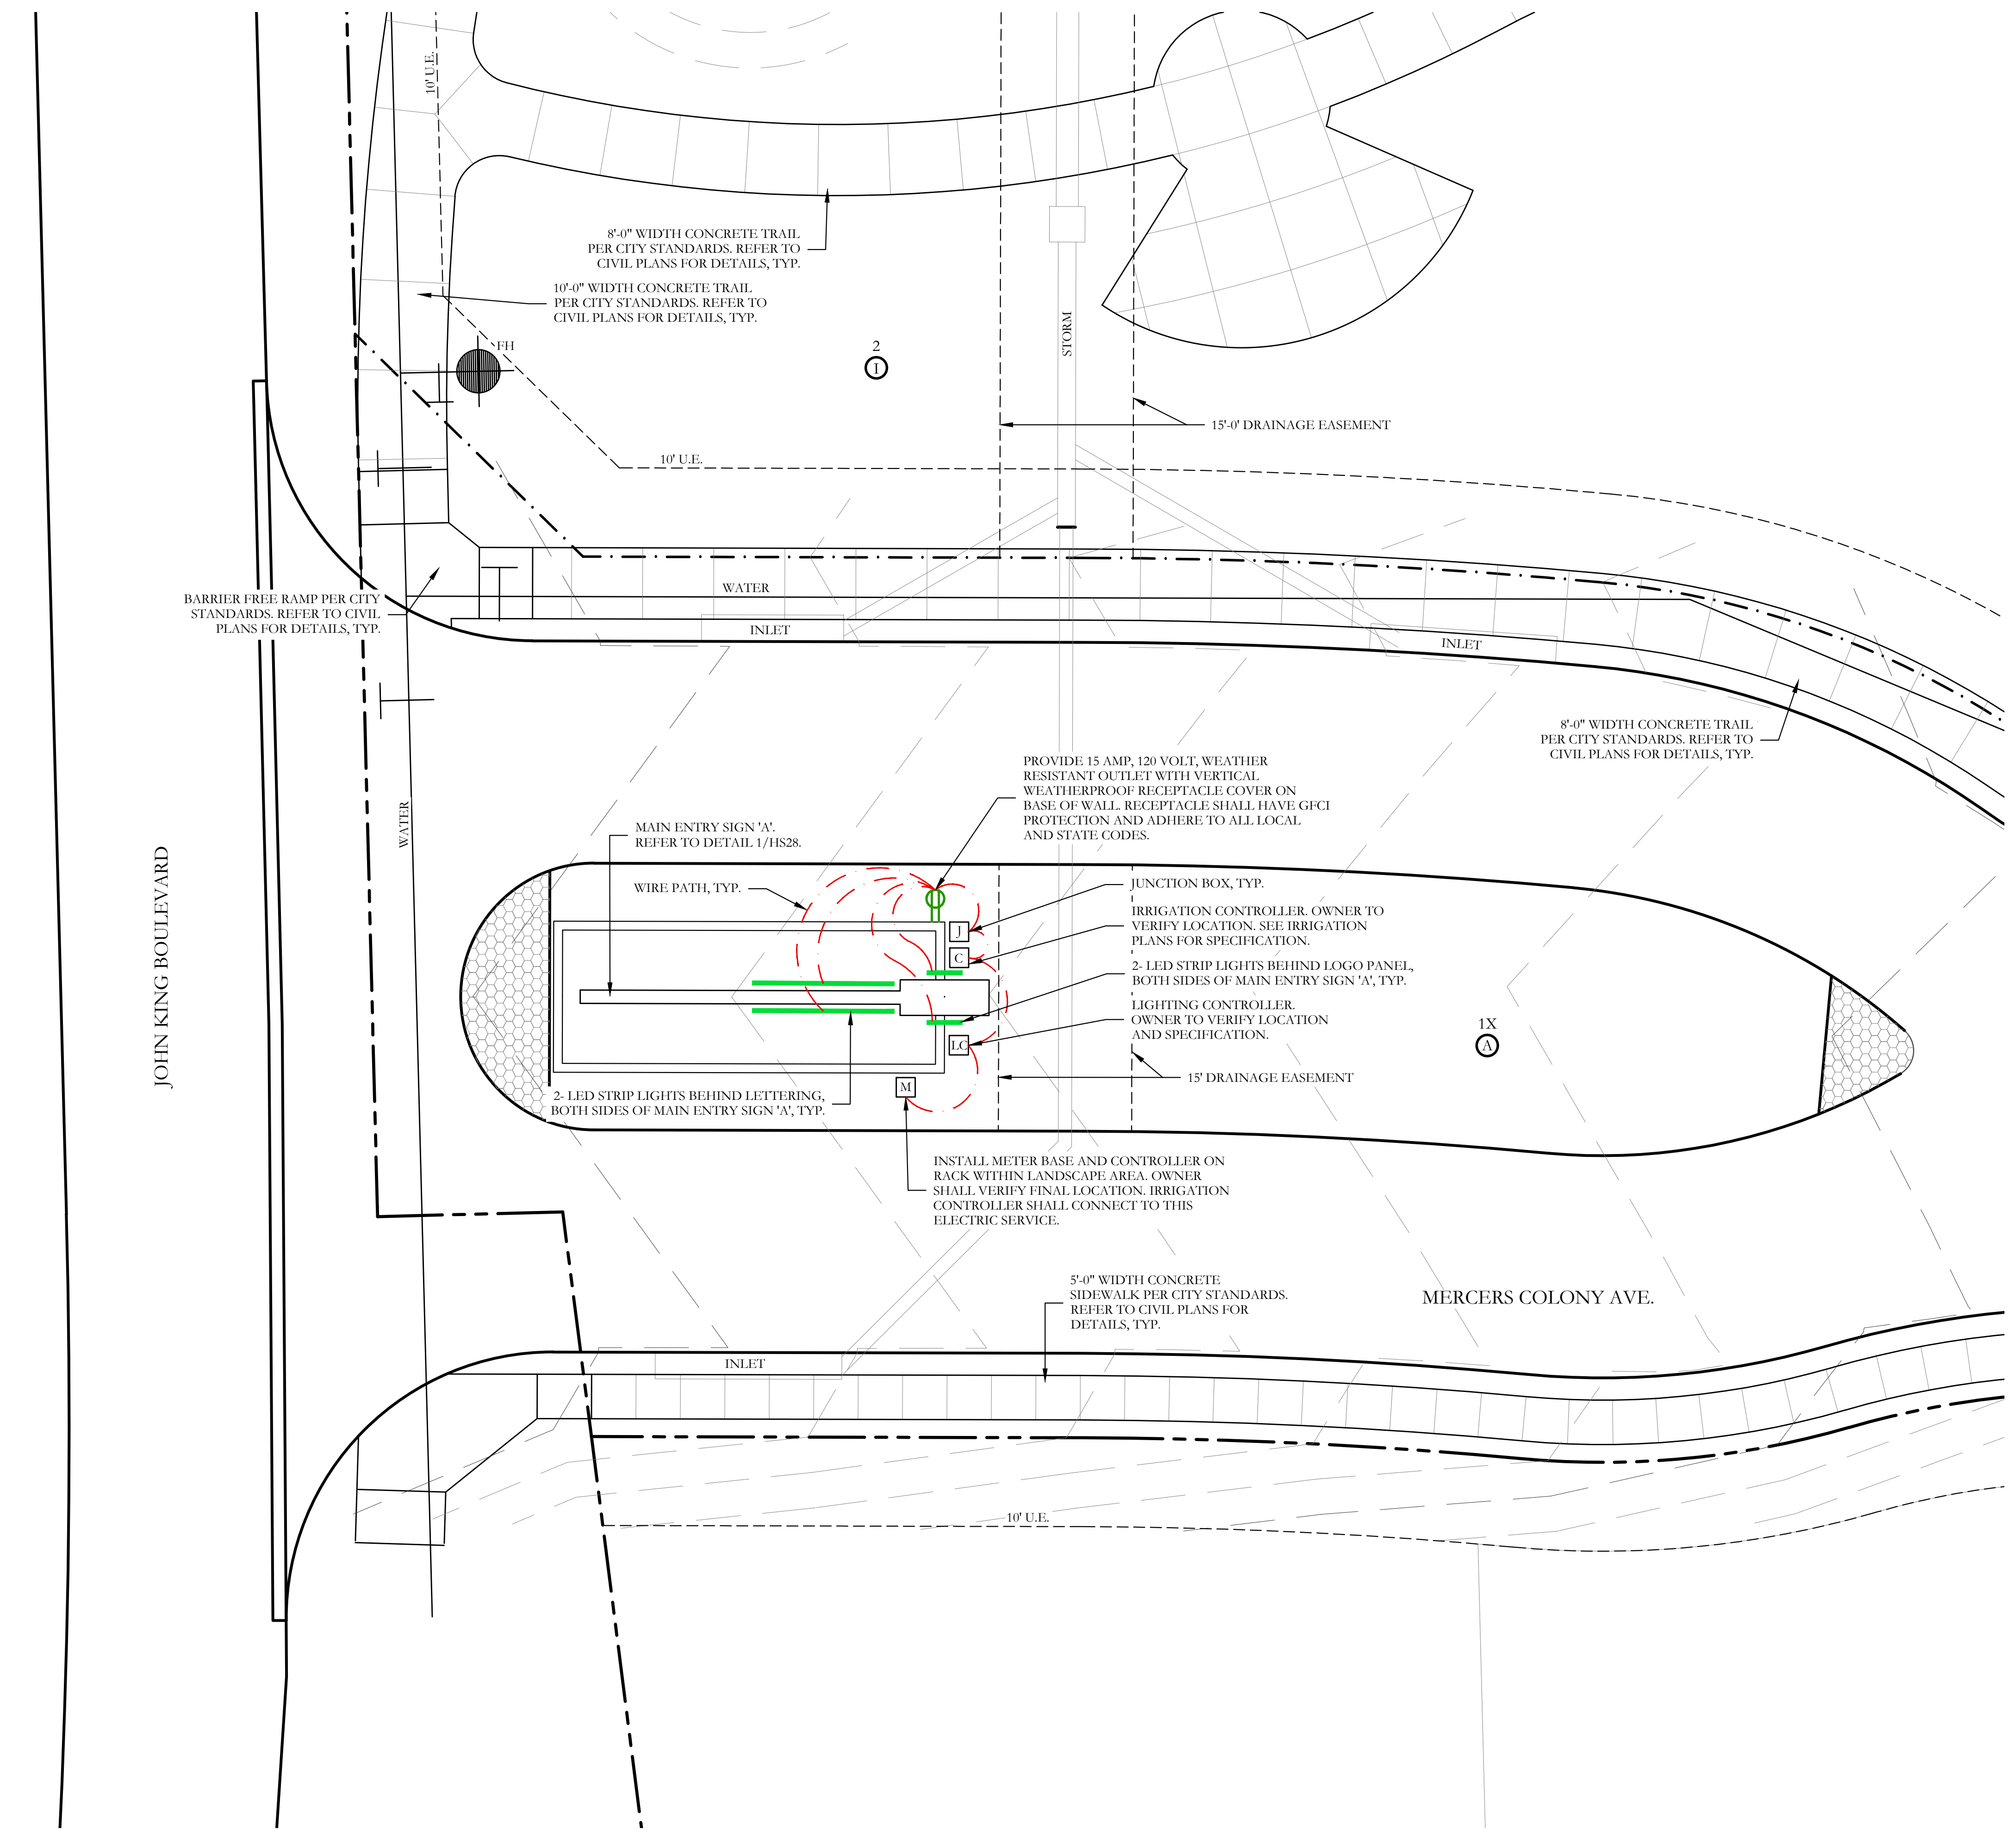 10' U.E.
8'-0" WIDTH CONCRETE TRAIL
PER CITY STANDARDS. REFER TO
CIVIL PLANS FOR DETAILS, TYP.
10'-0" WIDTH CONCRETE TRAIL
PER CITY STANDARDS. REFER TO
CIVIL PLANS FOR DETAILS, TYP.
FH
2
I
STORM
15'-0' DRAINAGE EASEMENT
10' U.E.
WATER
BARRIER FREE RAMP PER CITY
STANDARDS. REFER TO CIVIL
PLANS FOR DETAILS, TYP.
INLET
INLET
8'-0" WIDTH CONCRETE TRAIL
PER CITY STANDARDS. REFER TO
CIVIL PLANS FOR DETAILS, TYP.
PROVIDE 15 AMP, 120 VOLT, WEATHER
RESISTANT OUTLET WITH VERTICAL
WEATHERPROOF RECEPTACLE COVER ON
BASE OF WALL. RECEPTACLE SHALL HAVE GFCI
PROTECTION AND ADHERE TO ALL LOCAL
AND STATE CODES.
WATER
MAIN ENTRY SIGN 'A'.
REFER TO DETAIL 1/HS28.
JOHN KING BOULEVARD
WIRE PATH, TYP.
JUNCTION BOX, TYP.
J
IRRIGATION CONTROLLER. OWNER TO
VERIFY LOCATION. SEE IRRIGATION
PLANS FOR SPECIFICATION.
C
2- LED STRIP LIGHTS BEHIND LOGO PANEL,
BOTH SIDES OF MAIN ENTRY SIGN 'A', TYP.
LIGHTING CONTROLLER.
OWNER TO VERIFY LOCATION
AND SPECIFICATION.
LC
1X
A
M
15' DRAINAGE EASEMENT
2- LED STRIP LIGHTS BEHIND LETTERING,
BOTH SIDES OF MAIN ENTRY SIGN 'A', TYP.
INSTALL METER BASE AND CONTROLLER ON
RACK WITHIN LANDSCAPE AREA. OWNER
SHALL VERIFY FINAL LOCATION. IRRIGATION
CONTROLLER SHALL CONNECT TO THIS
ELECTRIC SERVICE.
5'-0" WIDTH CONCRETE
SIDEWALK PER CITY STANDARDS.
REFER TO CIVIL PLANS FOR
DETAILS, TYP.
MERCERS COLONY AVE.
INLET
10' U.E.